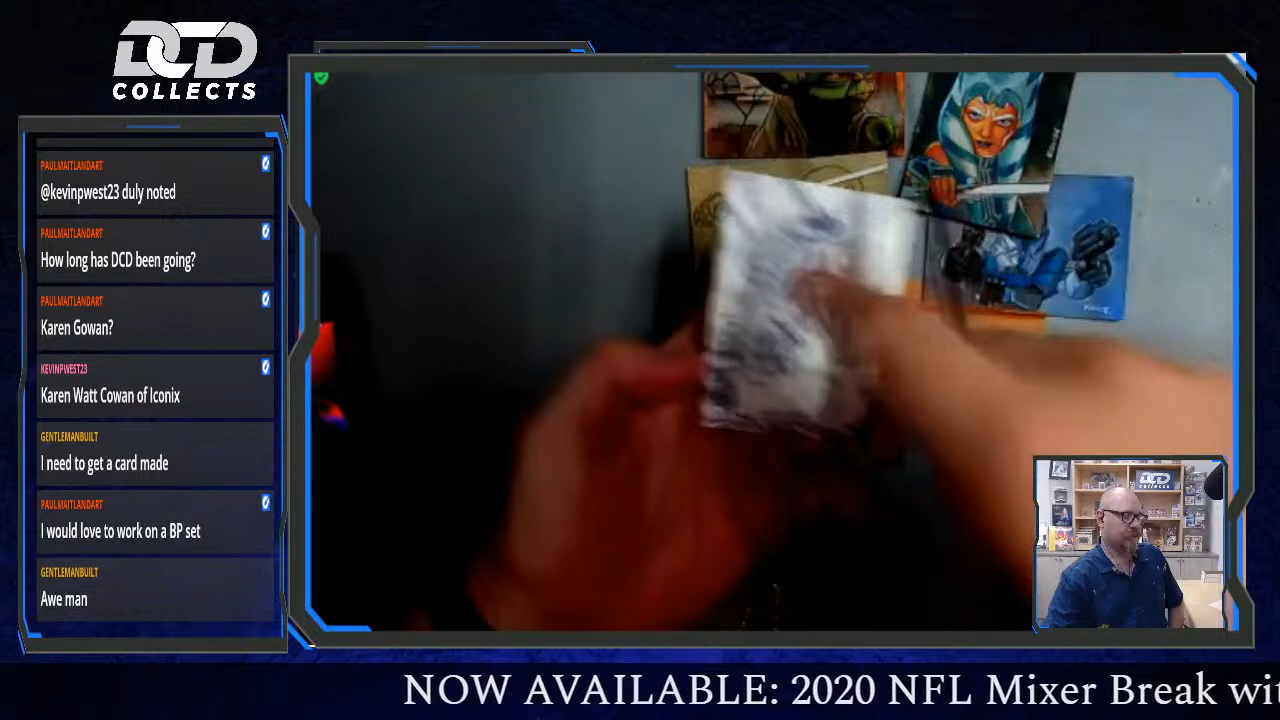 DCD
COLLECTS
PAULMAITLANDART
@kevinpwest23 duly noted
PAULMAITLANDART
How long has DCD been going?
PAULMAITLANDART
Karen Gowan?
KEVINPWEST23
Karen Watt Cowan of Iconix
GENTLEMANBUILT
I need to get a card made
PAULMAITLANDART
I would love to work on a BP set
GENTLEMANBUILT
Awe man
DCD
COLLECTS
NOW AVAILABLE: 2020 NFL Mixer Break wit